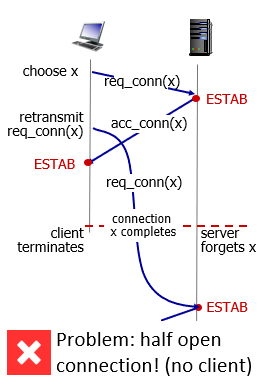 choose x
req_conn(x)
ESTAB
retransmit
req_conn(x)
acc_conn(x)
ESTAB
req_conn(x)
connection
x completes
client
terminates
server
forgets x
ESTAB
Problem: half open
connection! (no client)